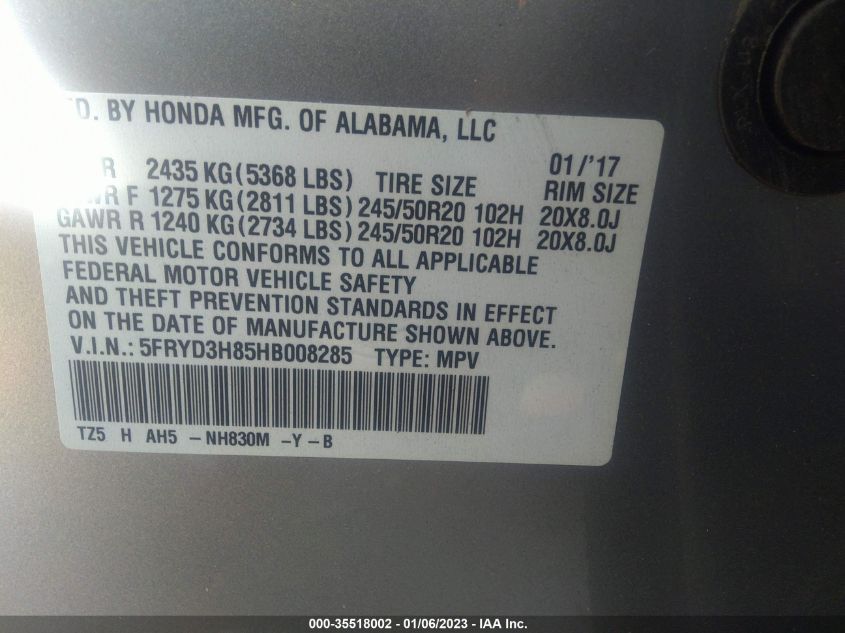 BY HONDA MFG. OF ALABAMA, LLC
01/'17
R 2435 KG (5368 LBS) TIRE SIZE RIM SIZE
F 1275 KG (2811 LBS) 245/50R20 102H 20X8.0J
GAWR R 1240 KG (2734 LBS) 245/50R20 102H 20X8.0J
THIS VEHICLE CONFORMS TO ALL APPLICABLE
FEDERAL MOTOR VEHICLE SAFETY
AND THEFT PREVENTION STANDARDS IN EFFECT
ON THE DATE OF MANUFACTURE SHOWN ABOVE.
V.I.N.: 5FRYD3H85HB008285 TYPE: MPV
TZ5 H AH5 - NH830M - Y - B
000-35518002 - 01/06/2023 - IAA Inc.